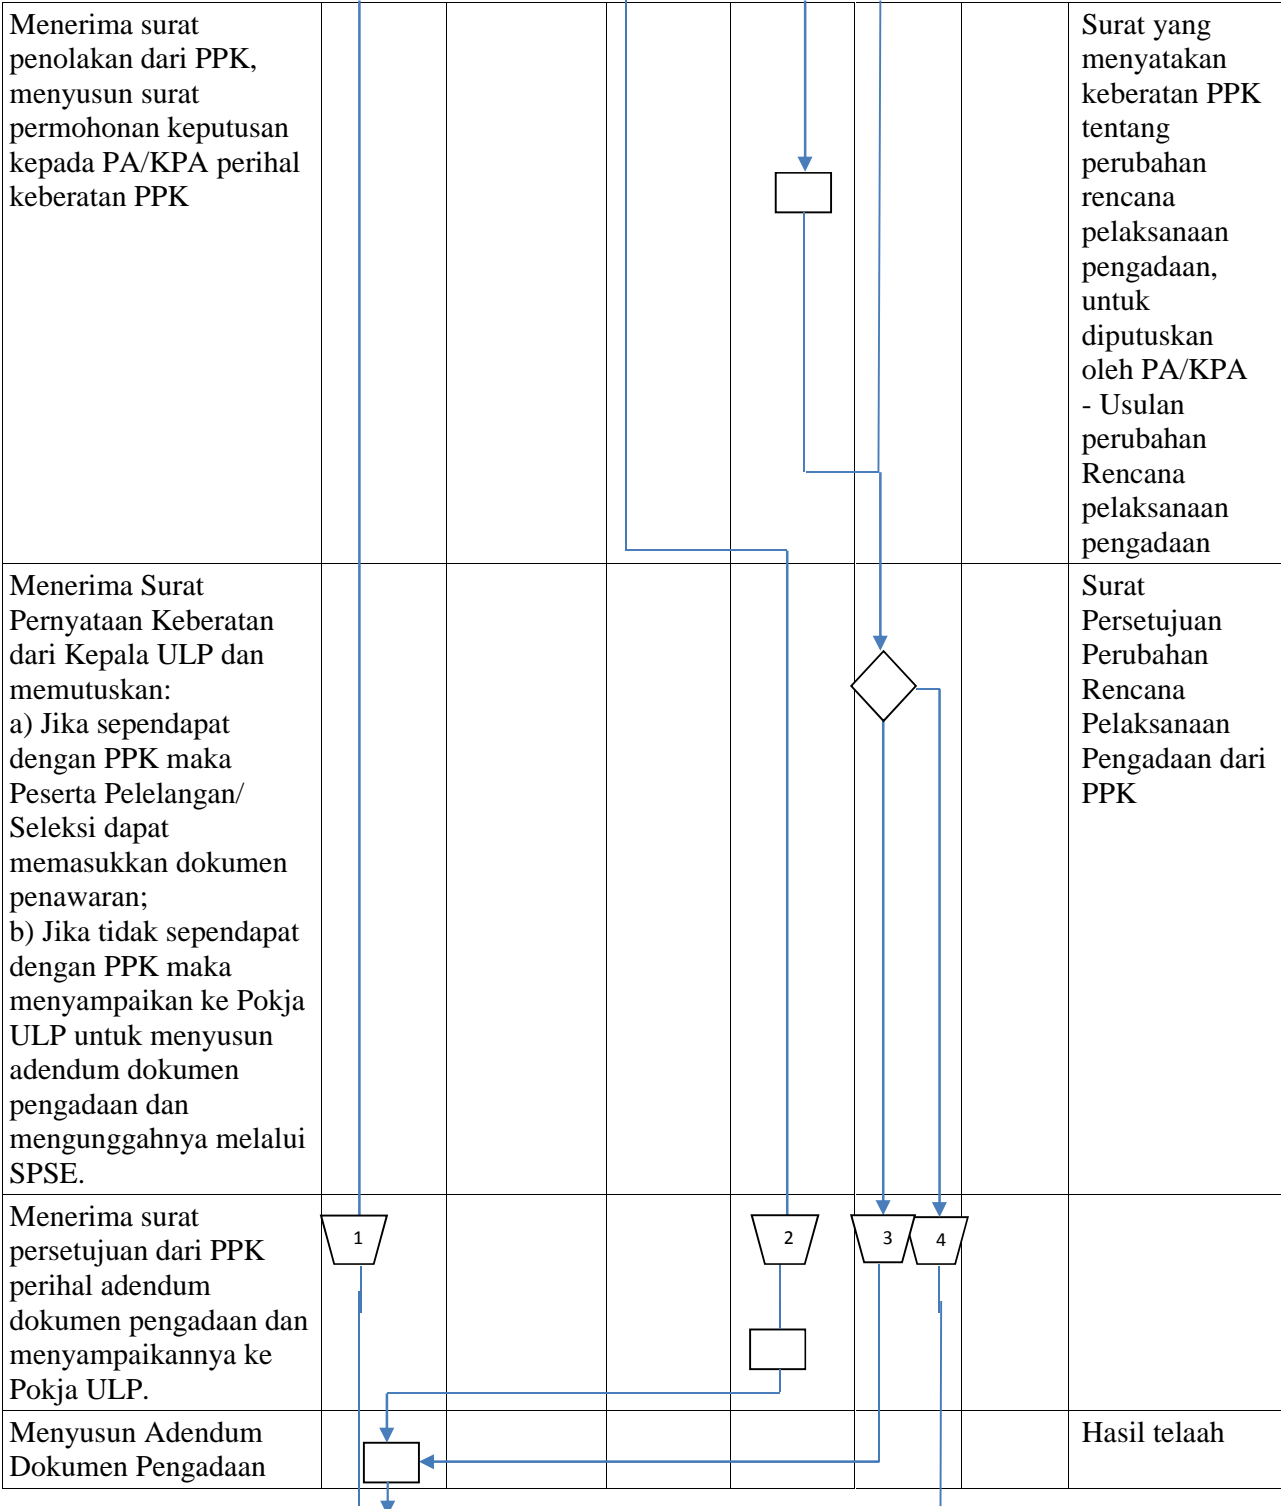 Menerima surat
penolakan dari PPK,
menyusun surat
permohonan keputusan
kepada PA/KPA perihal
keberatan PPK
Surat yang
menyatakan
keberatan PPK
tentang
perubahan
rencana
pelaksanaan
pengadaan,
untuk
diputuskan
oleh PA/KPA
- Usulan
perubahan
Rencana
pelaksanaan
pengadaan
Menerima Surat
Pernyataan Keberatan
dari Kepala ULP dan
memutuskan:
a) Jika sependapat
dengan PPK maka
Peserta Pelelangan/
Seleksi dapat
memasukkan dokumen
penawaran;
b) Jika tidak sependapat
dengan PPK maka
menyampaikan ke Pokja
ULP untuk menyusun
adendum dokumen
pengadaan dan
mengunggahnya melalui
SPSE.
Surat
Persetujuan
Perubahan
Rencana
Pelaksanaan
Pengadaan dari
PPK
Menerima surat
persetujuan dari PPK
perihal adendum
dokumen pengadaan dan
menyampaikannya ke
Pokja ULP.
1
2
3
4
Menyusun Adendum
Dokumen Pengadaan
Hasil telaah